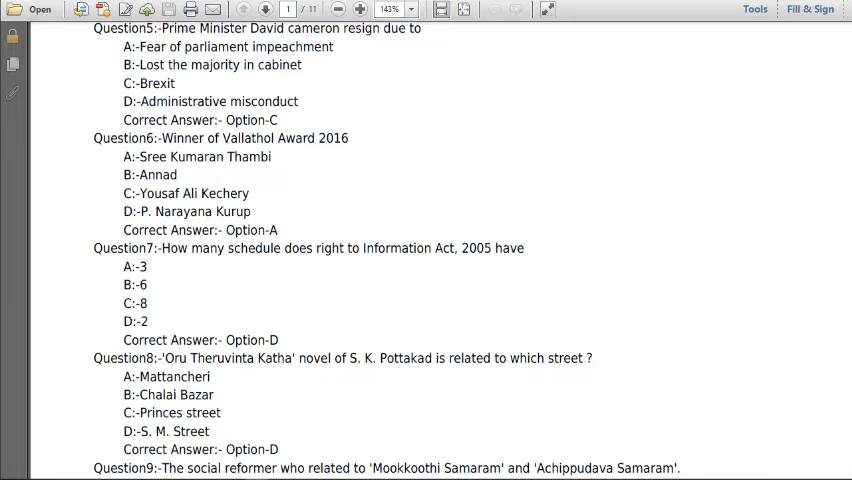 Open
1 / 11
143%
Tools
Fill & Sign
Question5:-Prime Minister David cameron resign due to
A:-Fear of parliament impeachment
B:-Lost the majority in cabinet
C:-Brexit
D:-Administrative misconduct
Correct Answer:- Option-C
Question6:-Winner of Vallathol Award 2016
A:-Sree Kumaran Thambi
B:-Annad
C:-Yousaf Ali Kechery
D:-P. Narayana Kurup
Correct Answer:- Option-A
Question7:-How many schedule does right to Information Act, 2005 have
A:-3
B:-6
C:-8
D:-2
Correct Answer:- Option-D
Question8:-'Oru Theruvinta Katha' novel of S. K. Pottakad is related to which street ?
A:-Mattancheri
B:-Chalai Bazar
C:-Princes street
D:-S. M. Street
Correct Answer:- Option-D
Question9:-The social reformer who related to 'Mookkoothi Samaram' and 'Achippudava Samaram'.